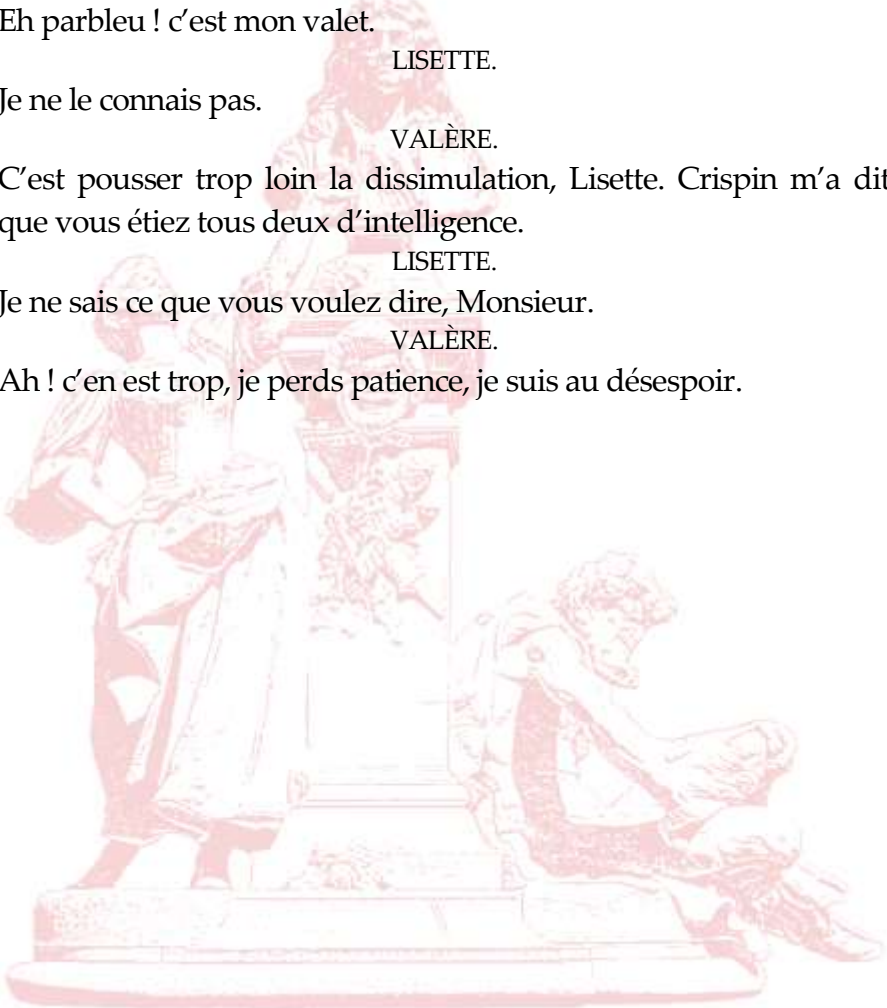 Eh parbleu ! c’est mon valet.
LISETTE.
Je ne le connais pas.
VALÈRE.
C’est pousser trop loin la dissimulation, Lisette. Crispin m’a dit
que vous étiez tous deux d’intelligence.
LISETTE.
Je ne sais ce que vous voulez dire, Monsieur.
VALÈRE.
Ah ! c’en est trop, je perds patience, je suis au désespoir.